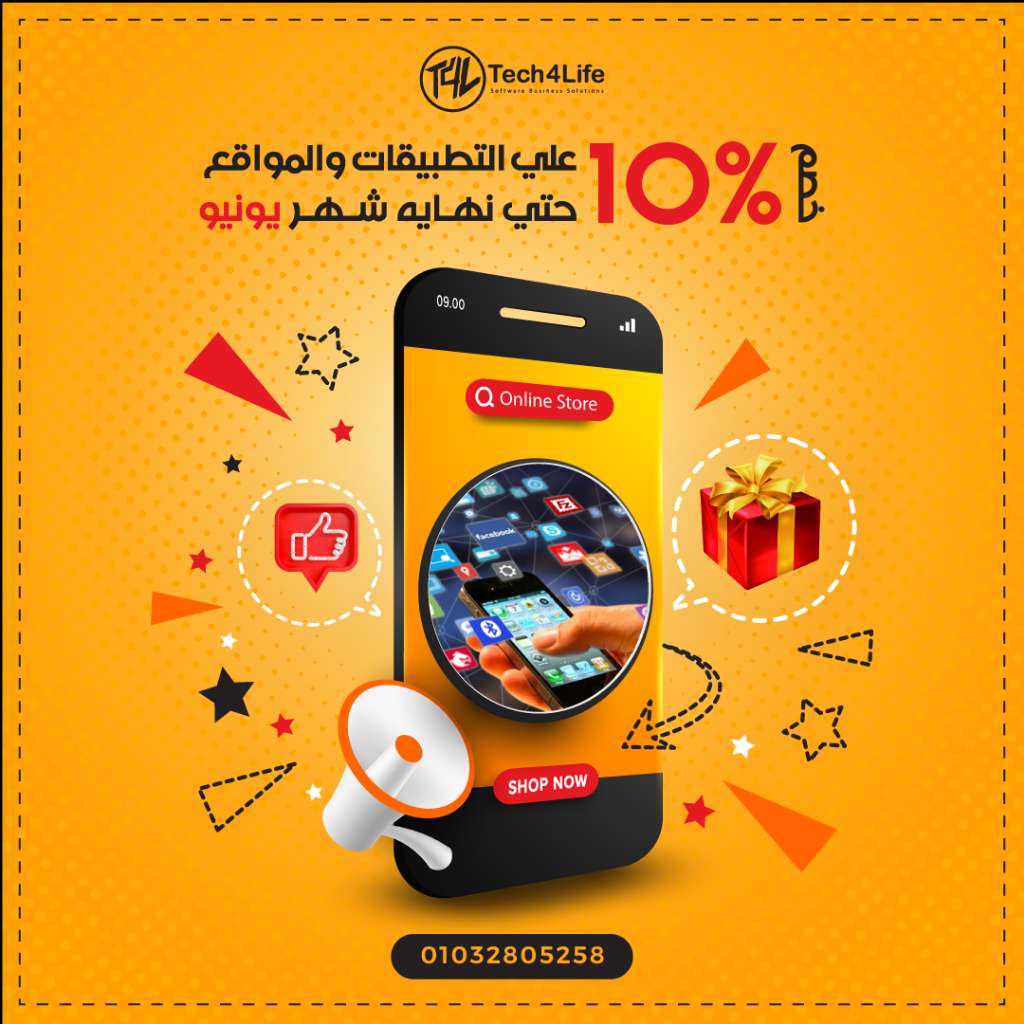 T4L
Tech4Life
Software Business Solutions
خصم 10% علي التطبيقات والمواقع
حتي نهايه شهر يونيو
09.00
Online Store
facebook
SHOP NOW
01032805258